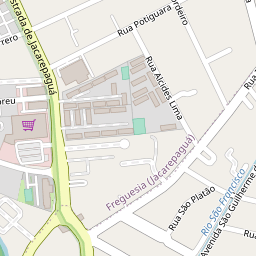 Estrada de Jacarepaguá
Rua Potiguara
Rua Alcides Lima
Freguesia (Jacarepaguá)
Rua São Platão
Rio São Francisco
Avenida São Guilherme de